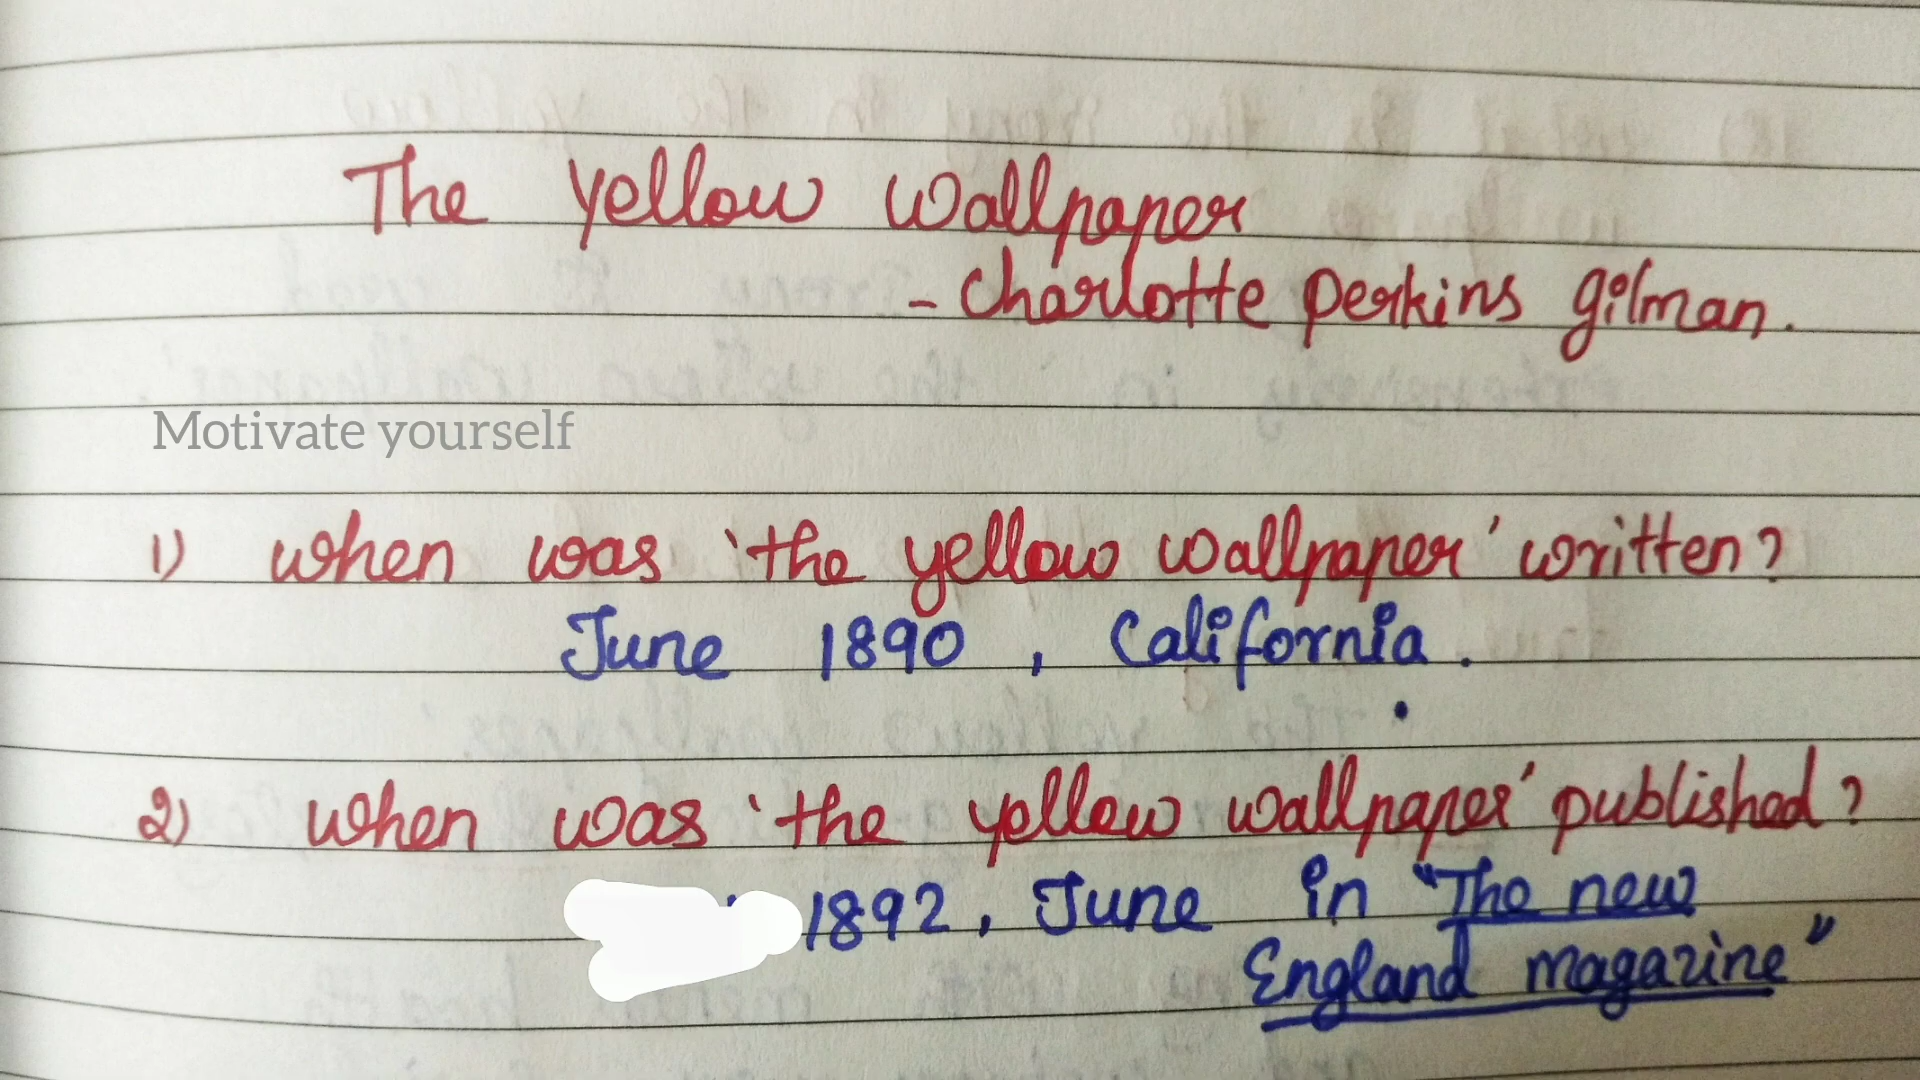 The yellow wallpaper
- Charlotte perkins gilman.
Motivate yourself
1) when was 'the yellow wallpaper' written?
June 1890 , California .
2) when was 'the yellow wallpaper' published?
1892, June in "The new
England magazine"